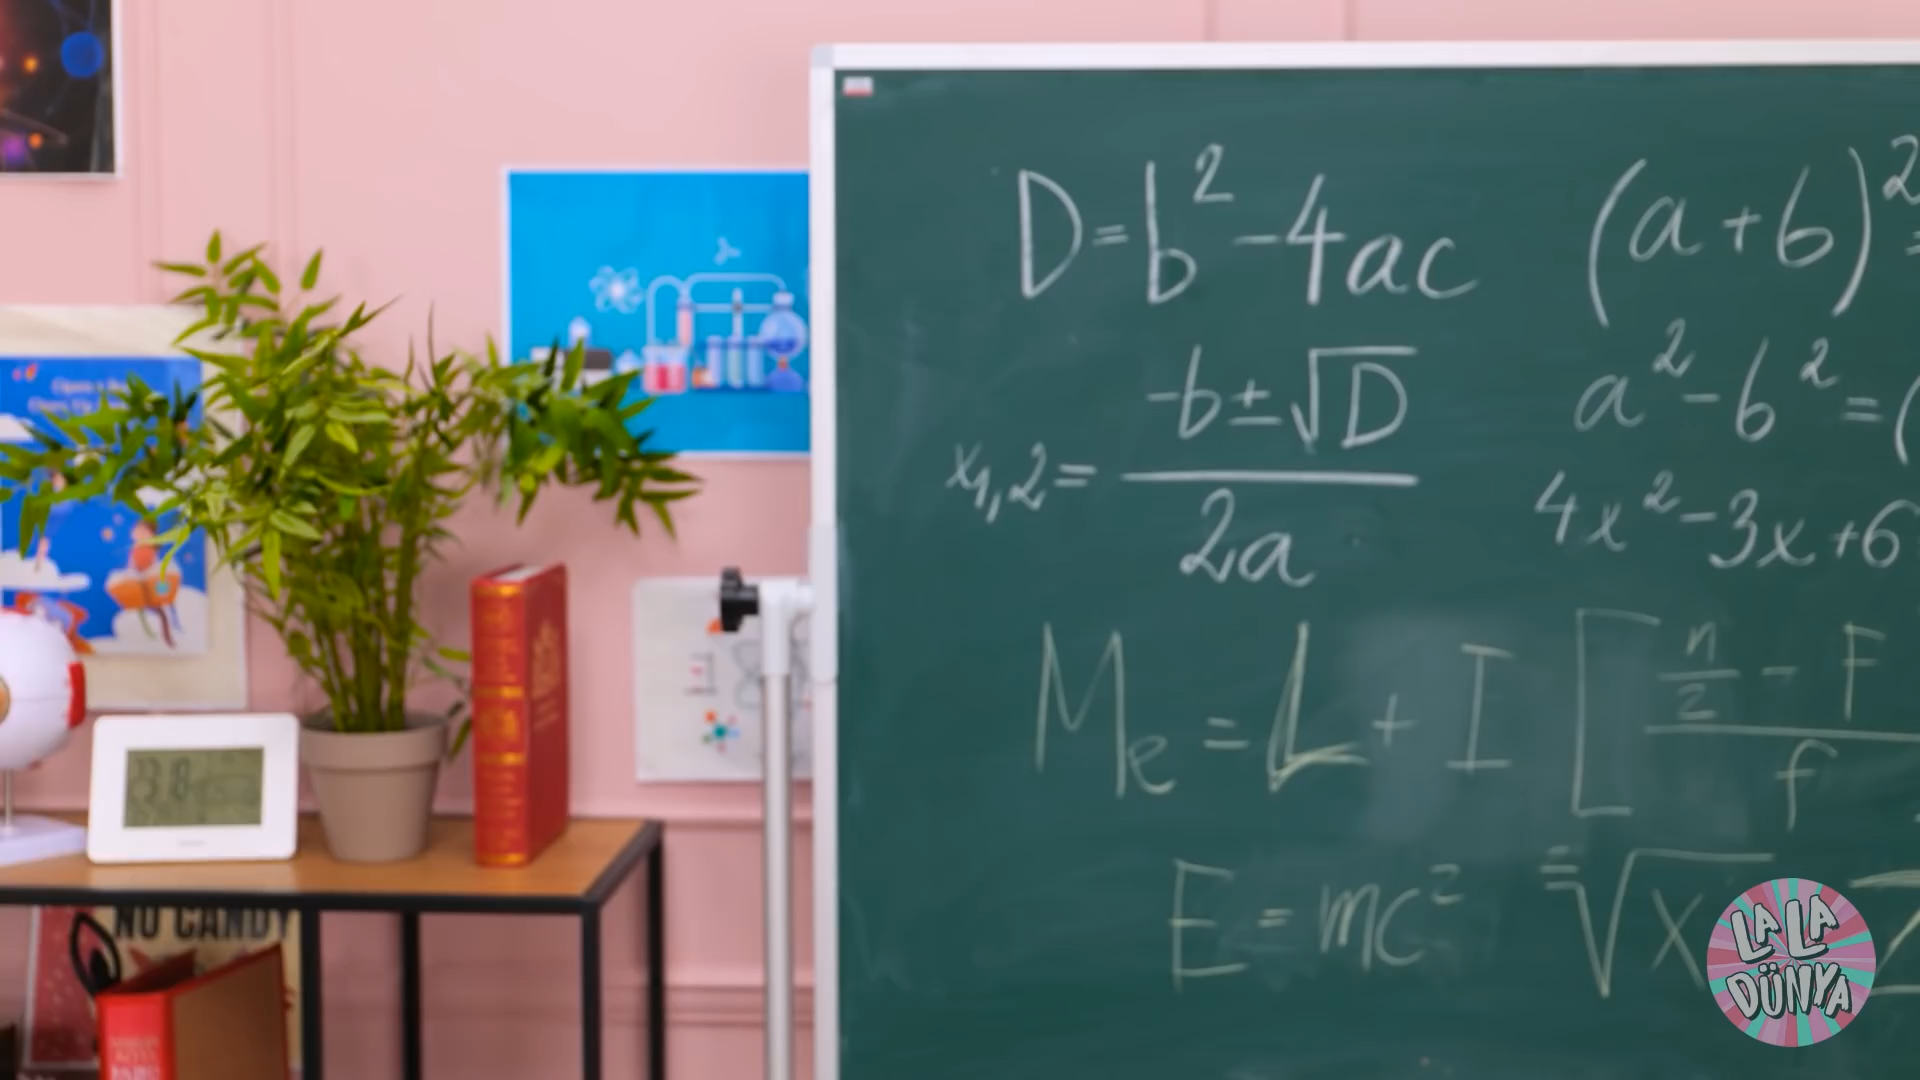 D = b² - 4ac
(a + b)² =
x₁,₂ = (-b ± √D) / 2a
a² - b² = (
4x² - 3x + 6
Me = L + I [ (n/2 - F) / f
E = mc²
= √x
NO CANDY
LA LA
DÜNYA